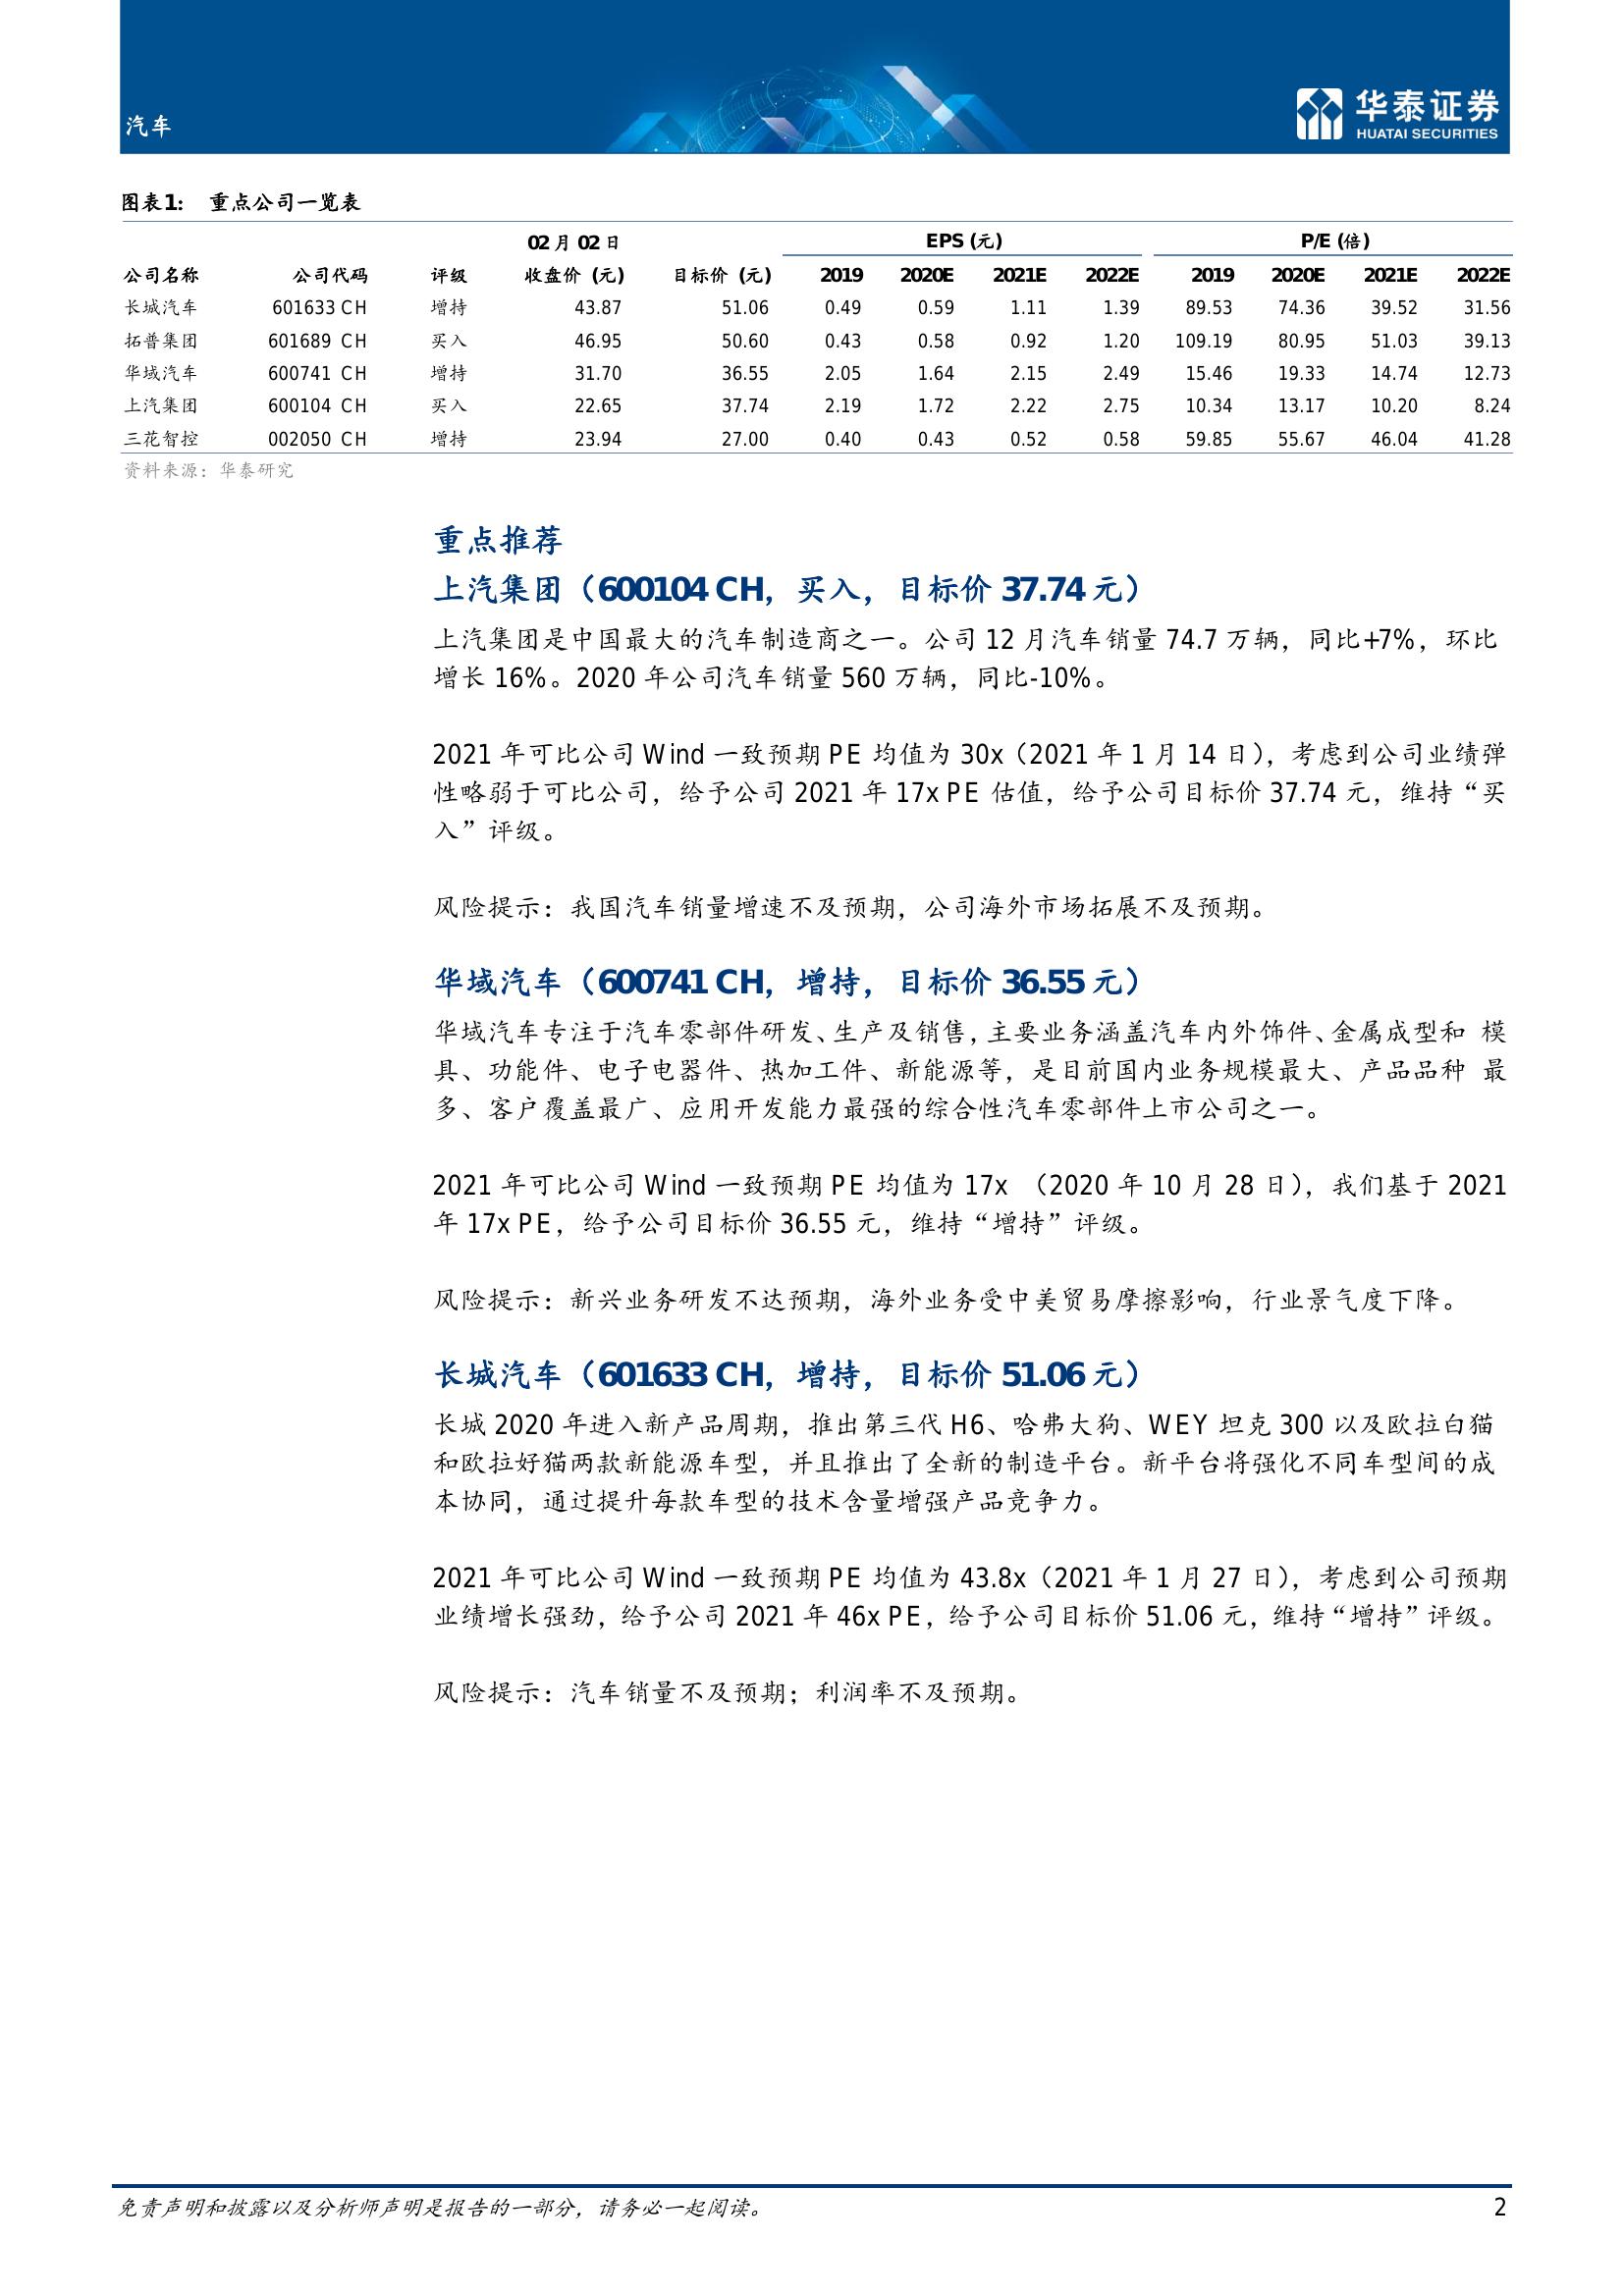 汽车
华泰证券
HUATAI SECURITIES
图表1： 重点公司一览表
02 月 02 日 EPS (元) P/E (倍)
公司名称 公司代码 评级 收盘价 (元) 目标价 (元) 2019 2020E 2021E 2022E 2019 2020E 2021E 2022E
长城汽车 601633 CH 增持 43.87 51.06 0.49 0.59 1.11 1.39 89.53 74.36 39.52 31.56
拓普集团 601689 CH 买入 46.95 50.60 0.43 0.58 0.92 1.20 109.19 80.95 51.03 39.13
华域汽车 600741 CH 增持 31.70 36.55 2.05 1.64 2.15 2.49 15.46 19.33 14.74 12.73
上汽集团 600104 CH 买入 22.65 37.74 2.19 1.72 2.22 2.75 10.34 13.17 10.20 8.24
三花智控 002050 CH 增持 23.94 27.00 0.40 0.43 0.52 0.58 59.85 55.67 46.04 41.28
资料来源：华泰研究
重点推荐
上汽集团（600104 CH，买入，目标价 37.74 元）
上汽集团是中国最大的汽车制造商之一。公司 12 月汽车销量 74.7 万辆，同比+7%，环比
增长 16%。2020 年公司汽车销量 560 万辆，同比-10%。
2021 年可比公司 Wind 一致预期 PE 均值为 30x（2021 年 1 月 14 日），考虑到公司业绩弹
性略弱于可比公司，给予公司 2021 年 17x PE 估值，给予公司目标价 37.74 元，维持“买
入”评级。
风险提示：我国汽车销量增速不及预期，公司海外市场拓展不及预期。
华域汽车（600741 CH，增持，目标价 36.55 元）
华域汽车专注于汽车零部件研发、生产及销售，主要业务涵盖汽车内外饰件、金属成型和 模
具、功能件、电子电器件、热加工件、新能源等，是目前国内业务规模最大、产品品种 最
多、客户覆盖最广、应用开发能力最强的综合性汽车零部件上市公司之一。
2021 年可比公司 Wind 一致预期 PE 均值为 17x （2020 年 10 月 28 日），我们基于 2021
年 17x PE，给予公司目标价 36.55 元，维持“增持”评级。
风险提示：新兴业务研发不达预期，海外业务受中美贸易摩擦影响，行业景气度下降。
长城汽车（601633 CH，增持，目标价 51.06 元）
长城 2020 年进入新产品周期，推出第三代 H6、哈弗大狗、WEY 坦克 300 以及欧拉白猫
和欧拉好猫两款新能源车型，并且推出了全新的制造平台。新平台将强化不同车型间的成
本协同，通过提升每款车型的技术含量增强产品竞争力。
2021 年可比公司 Wind 一致预期 PE 均值为 43.8x（2021 年 1 月 27 日），考虑到公司预期
业绩增长强劲，给予公司 2021 年 46x PE，给予公司目标价 51.06 元，维持“增持”评级。
风险提示：汽车销量不及预期；利润率不及预期。
免责声明和披露以及分析师声明是报告的一部分，请务必一起阅读。 2